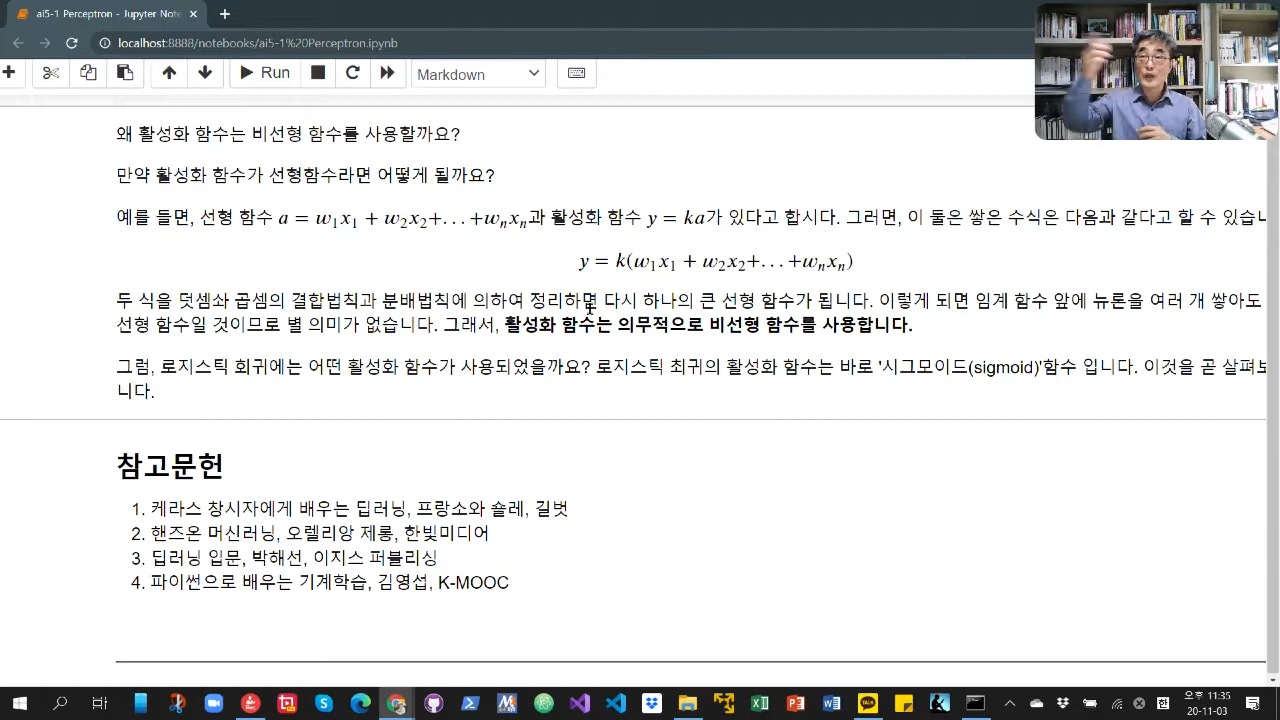 ai5-1 Perceptron - Jupyter Note
localhost:8888/notebooks/ai5-1%20Perceptron.ipynb
Run
Markdown
왜 활성화 함수는 비선형 함수를 사용할까요?
만약 활성화 함수가 선형함수라면 어떻게 될까요?
예를 들면, 선형 함수 a = w₁x₁ + w₂x₂+. . . +wₙxₙ과 활성화 함수 y = ka가 있다고 합시다. 그러면, 이 둘은 쌓은 수식은 다음과 같다고 할 수 있습니
y = k(w₁x₁ + w₂x₂+. . . +wₙxₙ)
두 식을 덧셈솨 곱셈의 결합법칙과 분배법칙에 의하여 정리하면 다시 하나의 큰 선형 함수가 됩니다. 이렇게 되면 임계 함수 앞에 뉴론을 여러 개 쌓아도
선형 함수일 것이므로 별 의미가 없습니다. 그래서, 활성화 함수는 의무적으로 비선형 함수를 사용합니다.
그럼, 로지스틱 회귀에는 어떤 활성화 함수가 사용되었을까요? 로지스틱 최귀의 활성화 함수는 바로 '시그모이드(sigmoid)'함수 입니다. 이것을 곧 살펴보
니다.
참고문헌
1. 케라스 창시자에게 배우는 딥러닝, 프랑소와 숄레, 길벗
2. 핸즈온 머신러닝, 오렐리앙 제롱, 한빛미디어
3. 딥러닝 입문, 박해선, 이지스 퍼블리싱
4. 파이썬으로 배우는 기계학습, 김영섭, K-MOOC
오후 11:35
20-11-03